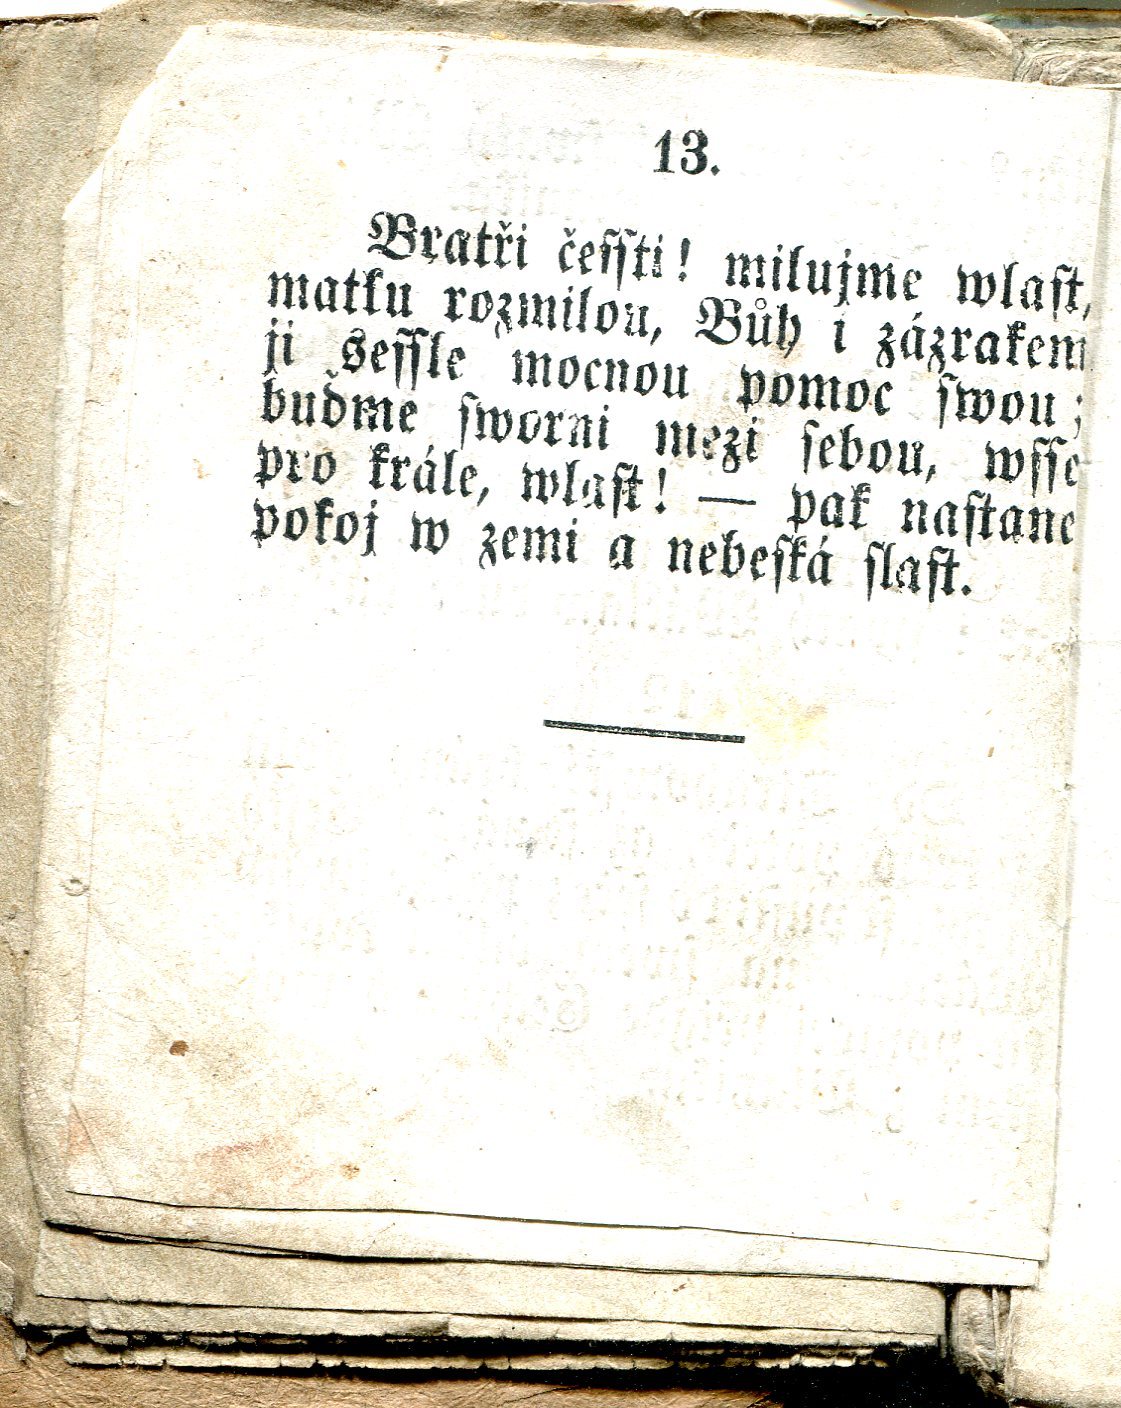 13.
Bratři čeſſti! milujme wlaſt,
matku rozmilou, Bůh i zázrakem
ji ſeſſle mocnou pomoc ſwou;
buďme ſworni mezi ſebou, wſſe
pro krále, wlaſt! — pak naſtane
pokoj w zemi a nebeſká ſlaſt.